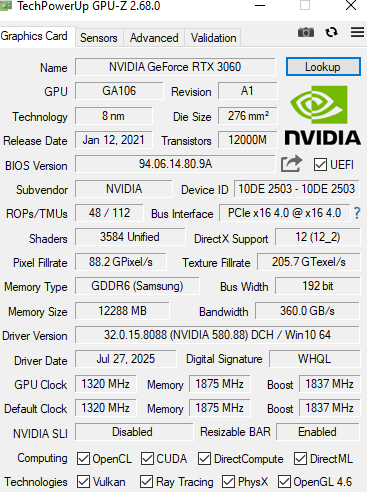 TechPowerUp GPU-Z 2.68.0
Graphics Card Sensors Advanced Validation
Name NVIDIA GeForce RTX 3060 Lookup
GPU GA106 Revision A1
Technology 8 nm Die Size 276 mm²
Release Date Jan 12, 2021 Transistors 12000M
NVIDIA
BIOS Version 94.06.14.80.9A UEFI
Subvendor NVIDIA Device ID 10DE 2503 - 10DE 2503
ROPs/TMUs 48 / 112 Bus Interface PCIe x16 4.0 @ x16 4.0 ?
Shaders 3584 Unified DirectX Support 12 (12_2)
Pixel Fillrate 88.2 GPixel/s Texture Fillrate 205.7 GTexel/s
Memory Type GDDR6 (Samsung) Bus Width 192 bit
Memory Size 12288 MB Bandwidth 360.0 GB/s
Driver Version 32.0.15.8088 (NVIDIA 580.88) DCH / Win10 64
Driver Date Jul 27, 2025 Digital Signature WHQL
GPU Clock 1320 MHz Memory 1875 MHz Boost 1837 MHz
Default Clock 1320 MHz Memory 1875 MHz Boost 1837 MHz
NVIDIA SLI Disabled Resizable BAR Enabled
Computing OpenCL CUDA DirectCompute DirectML
Technologies Vulkan Ray Tracing PhysX OpenGL 4.6